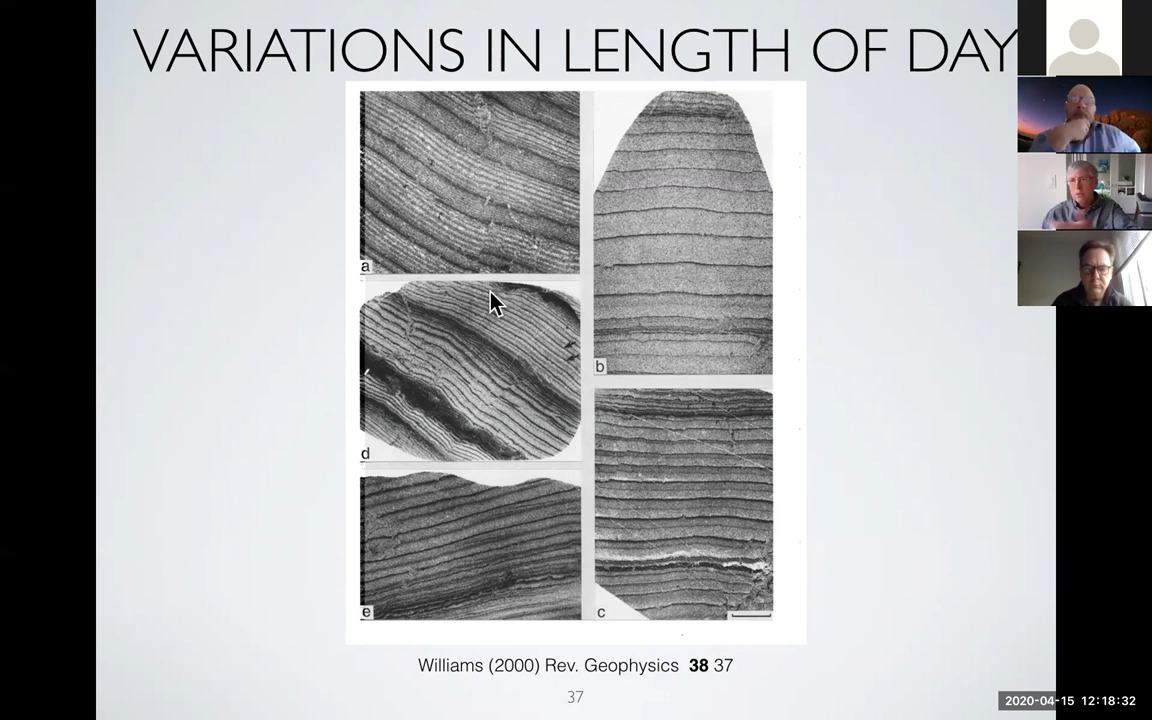 VARIATIONS IN LENGTH OF DAY
a
b
d
e
c
Williams (2000) Rev. Geophysics 38 37
37
2020-04-15 12:18:32